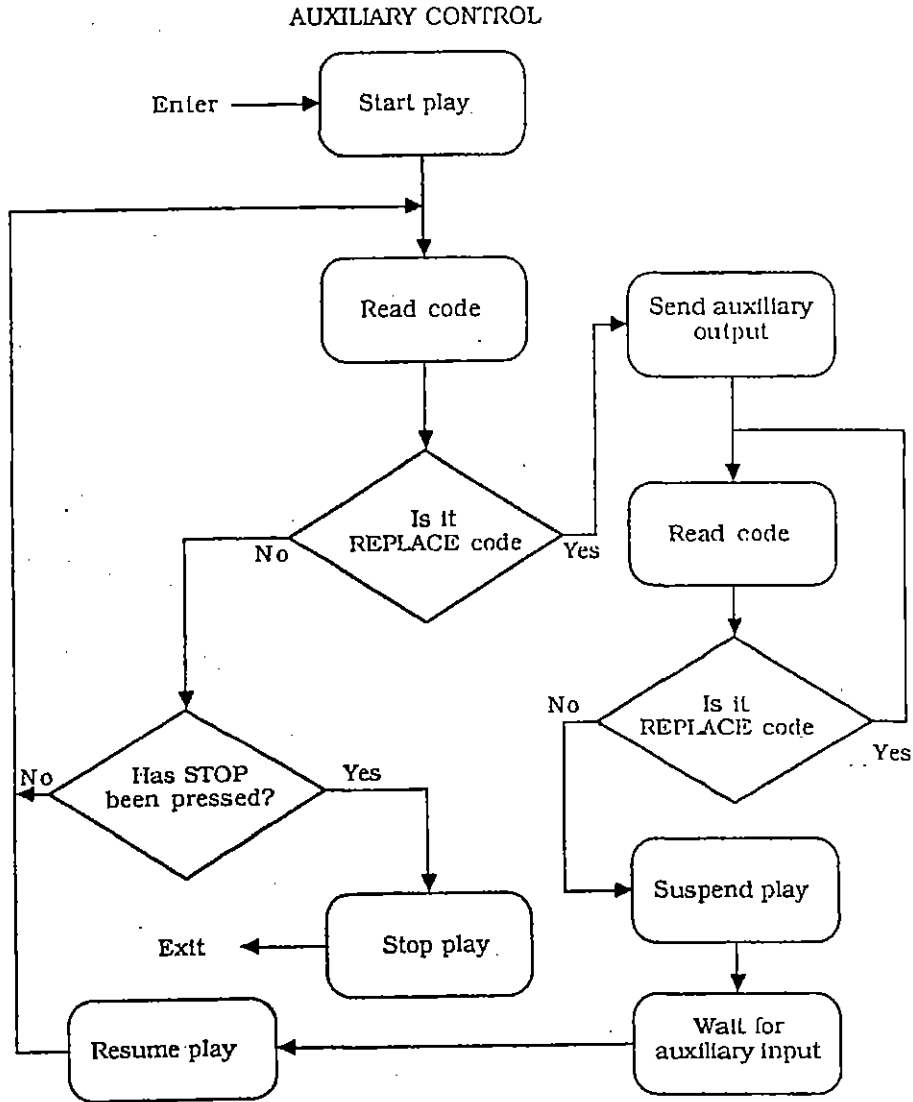 AUXILIARY CONTROL
Enter
Start play
Read code
Send auxiliary
output
Is it
REPLACE code
No
Yes
Read code
Is it
REPLACE code
No
Yes
Has STOP
been pressed?
No
Yes
Suspend play
Stop play
Exit
Wait for
auxiliary input
Resume play